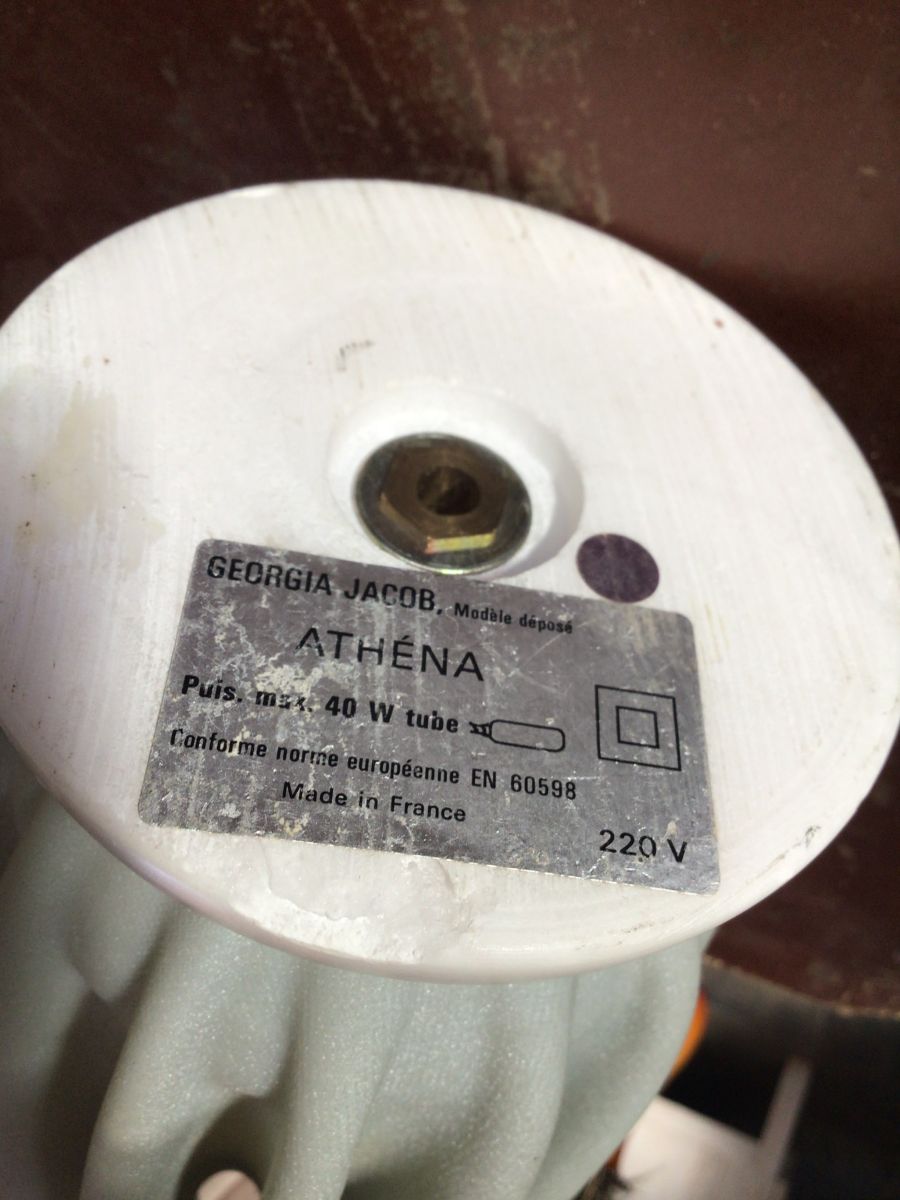 GEORGIA JACOB, Modèle déposé
ATHÉNA
Puis. max. 40 W tube
Conforme norme européenne EN 60598
Made in France
220 V